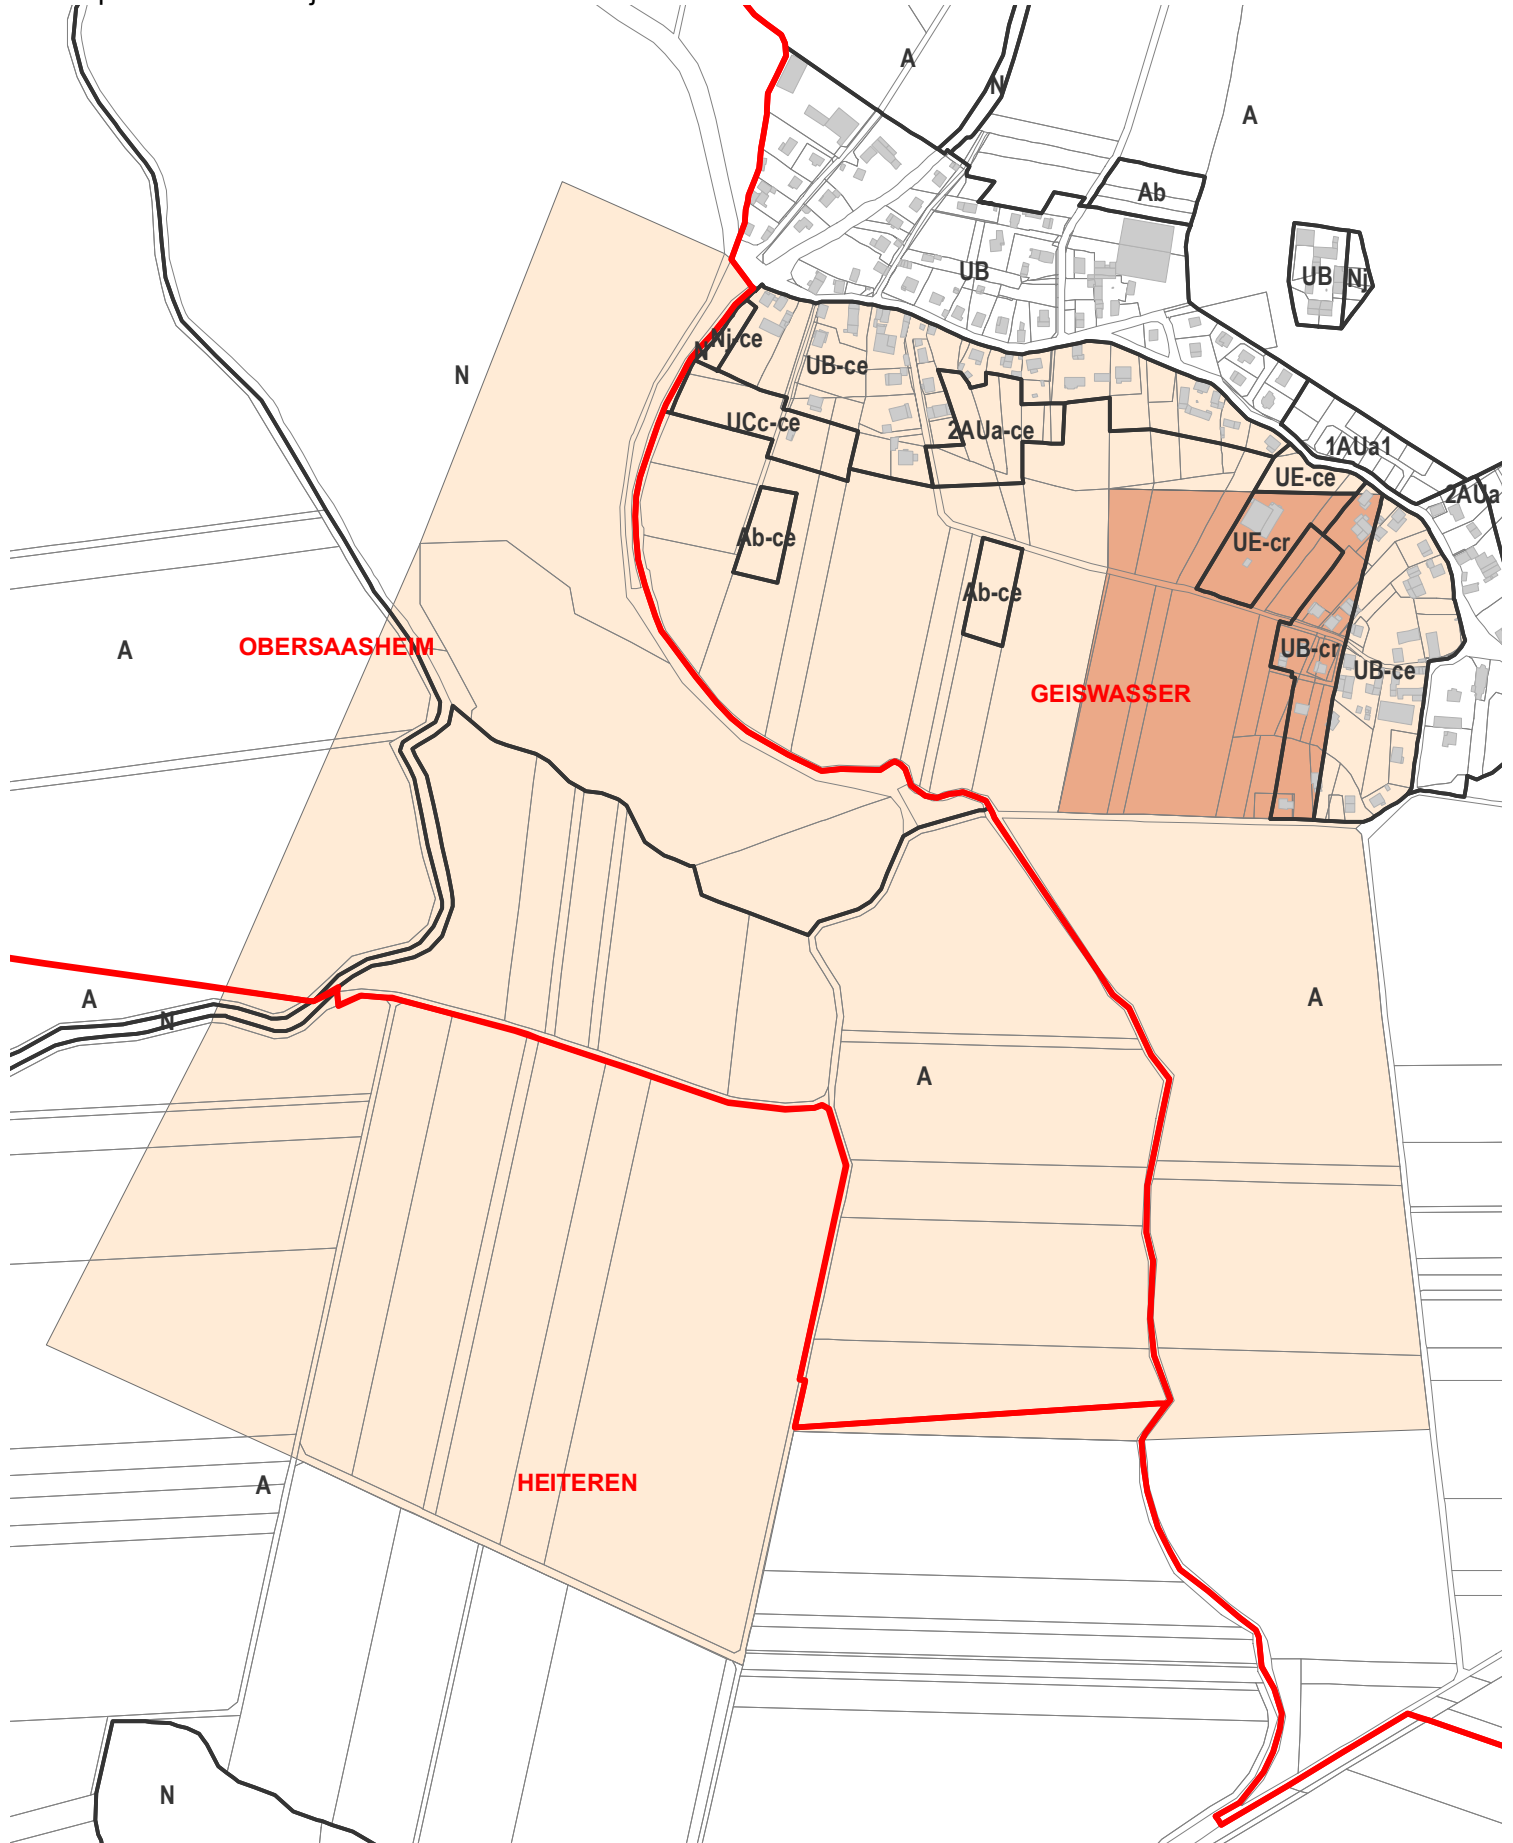 A
N
A
Ab
UB
UB
Nj
Nj-ce
N
UB-ce
N
UCc-ce
2AUa-ce
1AUa1
UE-ce
2AUa
Ab-ce
UE-cr
Ab-ce
OBERSAASHEIM
A
UB-cr
UB-ce
GEISWASSER
A
A
N
A
HEITEREN
A
N